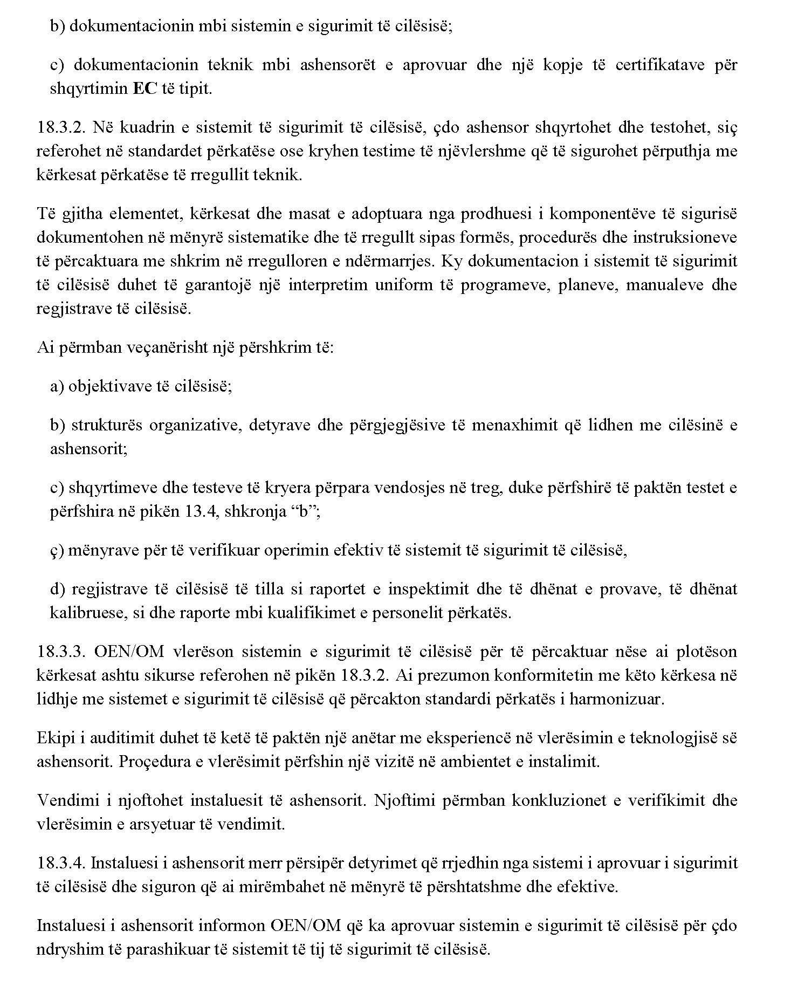 b) dokumentacionin mbi sistemin e sigurimit të cilësisë;
c) dokumentacionin teknik mbi ashensorët e aprovuar dhe një kopje të certifikatave për
shqyrtimin EC të tipit.
18.3.2. Në kuadrin e sistemit të sigurimit të cilësisë, çdo ashensor shqyrtohet dhe testohet, siç
referohet në standardet përkatëse ose kryhen testime të njëvlershme që të sigurohet përputhja me
kërkesat përkatëse të rregullit teknik.
Të gjitha elementet, kërkesat dhe masat e adoptuara nga prodhuesi i komponentëve të sigurisë
dokumentohen në mënyrë sistematike dhe të rregullt sipas formës, procedurës dhe instruksioneve
të përcaktuara me shkrim në rregulloren e ndërmarrjes. Ky dokumentacion i sistemit të sigurimit
të cilësisë duhet të garantojë një interpretim uniform të programeve, planeve, manualeve dhe
regjistrave të cilësisë.
Ai përmban veçanërisht një përshkrim të:
a) objektivave të cilësisë;
b) strukturës organizative, detyrave dhe përgjegjësive të menaxhimit që lidhen me cilësinë e
ashensorit;
c) shqyrtimeve dhe testeve të kryera përpara vendosjes në treg, duke përfshirë të paktën testet e
përfshira në pikën 13.4, shkronja “b”;
ç) mënyrave për të verifikuar operimin efektiv të sistemit të sigurimit të cilësisë,
d) regjistrave të cilësisë të tilla si raportet e inspektimit dhe të dhënat e provave, të dhënat
kalibruese, si dhe raporte mbi kualifikimet e personelit përkatës.
18.3.3. OEN/OM vlerëson sistemin e sigurimit të cilësisë për të përcaktuar nëse ai plotëson
kërkesat ashtu sikurse referohen në pikën 18.3.2. Ai prezumon konformitetin me këto kërkesa në
lidhje me sistemet e sigurimit të cilësisë që përcakton standardi përkatës i harmonizuar.
Ekipi i auditimit duhet të ketë të paktën një anëtar me eksperiencë në vlerësimin e teknologjisë së
ashensorit. Proçedura e vlerësimit përfshin një vizitë në ambientet e instalimit.
Vendimi i njoftohet instaluesit të ashensorit. Njoftimi përmban konkluzionet e verifikimit dhe
vlerësimin e arsyetuar të vendimit.
18.3.4. Instaluesi i ashensorit merr përsipër detyrimet që rrjedhin nga sistemi i aprovuar i sigurimit
të cilësisë dhe siguron që ai mirëmbahet në mënyrë të përshtatshme dhe efektive.
Instaluesi i ashensorit informon OEN/OM që ka aprovuar sistemin e sigurimit të cilësisë për çdo
ndryshim të parashikuar të sistemit të tij të sigurimit të cilësisë.